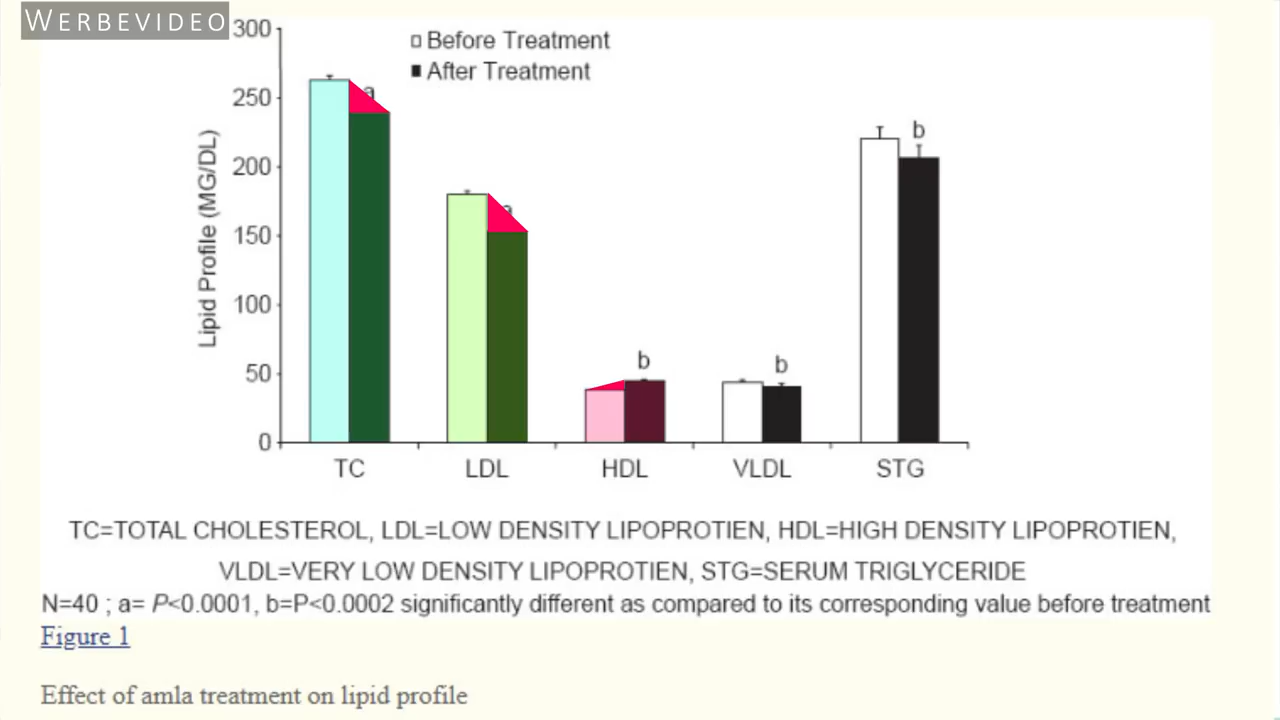 WERBEVIDEO
300
250
200
150
100
50
0
Lipid Profile (MG/DL)
Before Treatment
After Treatment
a
b
b
b
TC LDL HDL VLDL STG
TC=TOTAL CHOLESTEROL, LDL=LOW DENSITY LIPOPROTIEN, HDL=HIGH DENSITY LIPOPROTIEN,
VLDL=VERY LOW DENSITY LIPOPROTIEN, STG=SERUM TRIGLYCERIDE
N=40 ; a= P<0.0001, b=P<0.0002 significantly different as compared to its corresponding value before treatment
Figure 1
Effect of amla treatment on lipid profile